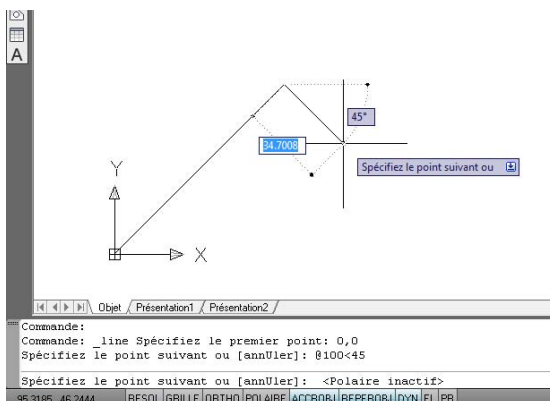 A
45°
34.7008
Spécifiez le point suivant ou
Y
X
Objet Présentation1 Présentation2
Commande:
Commande: _line Spécifiez le premier point: 0,0
Spécifiez le point suivant ou [annUler]: @100<45
Spécifiez le point suivant ou [annUler]: <Polaire inactif>
95.3185, 46.2444 RESOL GRILLE ORTHO POLAIRE ACCROBJ REPEROBJ DYN EL PR